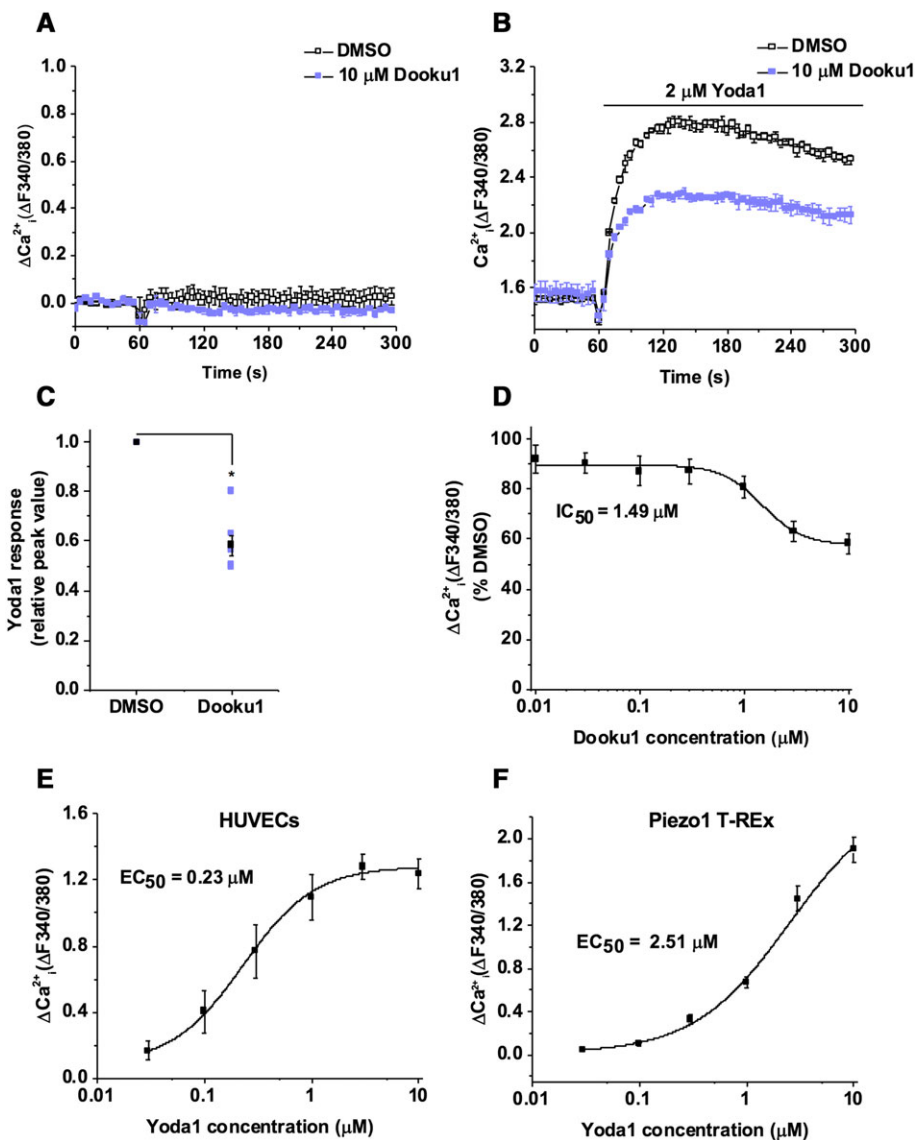 A
DMSO
10 μM Dooku1
1.0
0.8
0.6
0.4
0.2
0.0
ΔCa²⁺ᵢ(ΔF340/380)
0 60 120 180 240 300
Time (s)
B
DMSO
10 μM Dooku1
2 μM Yoda1
3.2
2.8
2.4
2.0
1.6
Ca²⁺ᵢ(ΔF340/380)
0 60 120 180 240 300
Time (s)
C
1.0
0.8
0.6
0.4
0.2
0.0
*
Yoda1 response
(relative peak value)
DMSO Dooku1
D
100
80
60
40
20
0
IC50 = 1.49 μM
ΔCa²⁺ᵢ(ΔF340/380)
(% DMSO)
0.01 0.1 1 10
Dooku1 concentration (μM)
E
HUVECs
1.6
1.2
0.8
0.4
0.0
EC50 = 0.23 μM
ΔCa²⁺ᵢ(ΔF340/380)
0.01 0.1 1 10
Yoda1 concentration (μM)
F
Piezo1 T-REx
2.0
1.6
1.2
0.8
0.4
0.0
EC50 = 2.51 μM
ΔCa²⁺ᵢ(ΔF340/380)
0.01 0.1 1 10
Yoda1 concentration (μM)